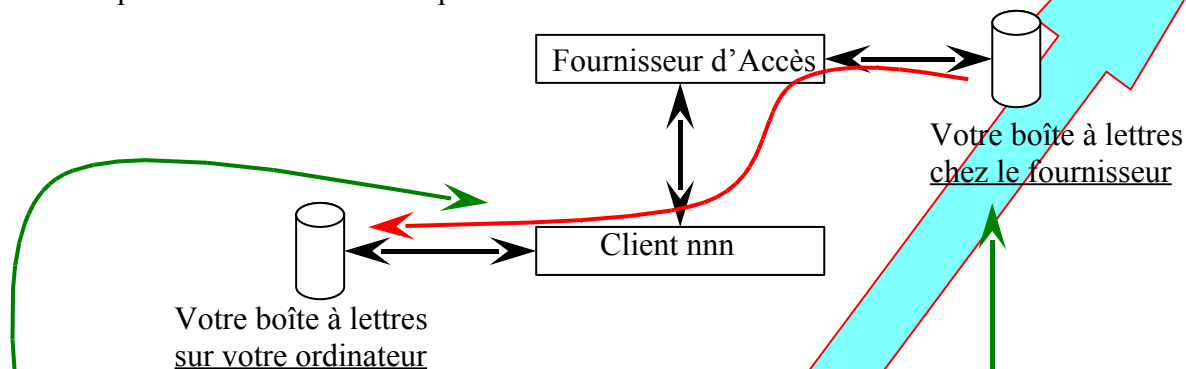 Fournisseur d’Accès
Votre boîte à lettres
chez le fournisseur
Client nnn
Votre boîte à lettres
sur votre ordinateur